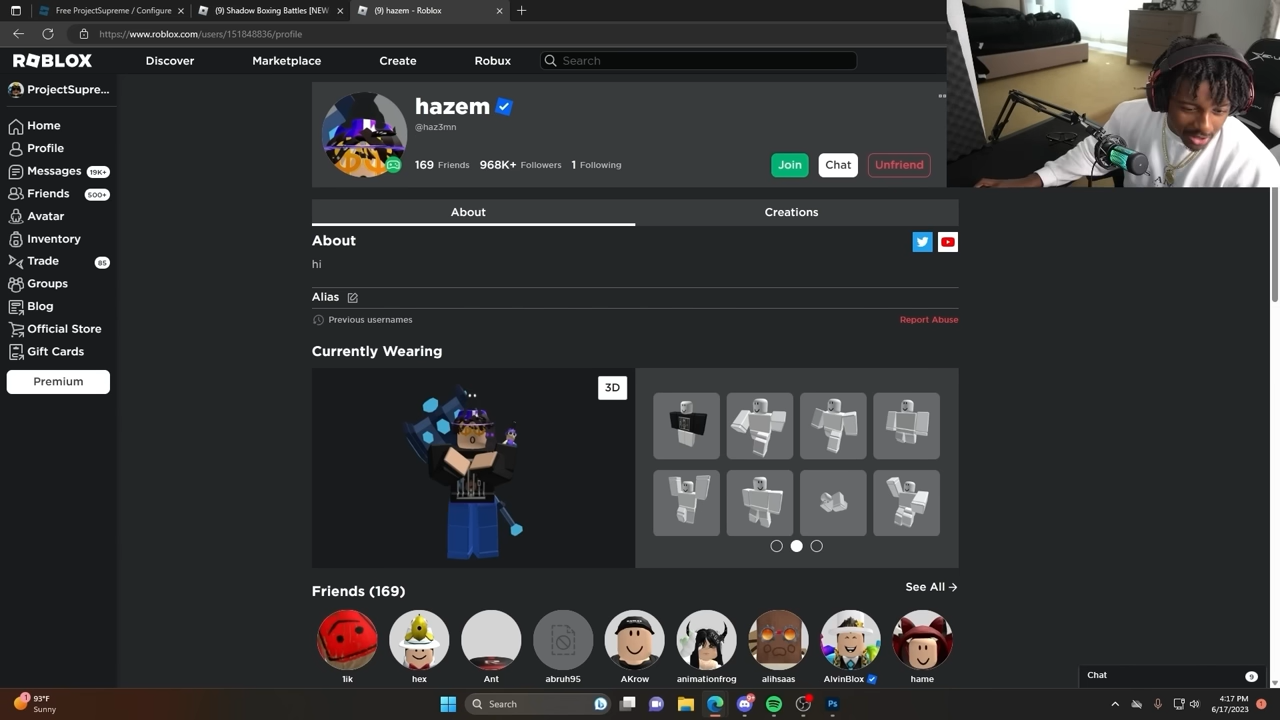 Free ProjectSupreme / Configure
(9) Shadow Boxing Battles [NEW
(9) hazem - Roblox
https://www.roblox.com/users/151848836/profile
ROBLOX
Discover
Marketplace
Create
Robux
Search
ProjectSupre...
Home
Profile
Messages 19K+
Friends 500+
Avatar
Inventory
Trade 85
Groups
Blog
Official Store
Gift Cards
Premium
hazem
@haz3mn
169 Friends 968K+ Followers 1 Following
Join
Chat
Unfriend
About
Creations
About
hi
Alias
Previous usernames
Report Abuse
Currently Wearing
3D
Friends (169)
See All
1ik
hex
Ant
abruh95
AKrow
animationfrog
alihsaas
AlvinBlox
hame
Chat 9
1
93°F
Sunny
Search
4:17 PM
6/17/2023
1